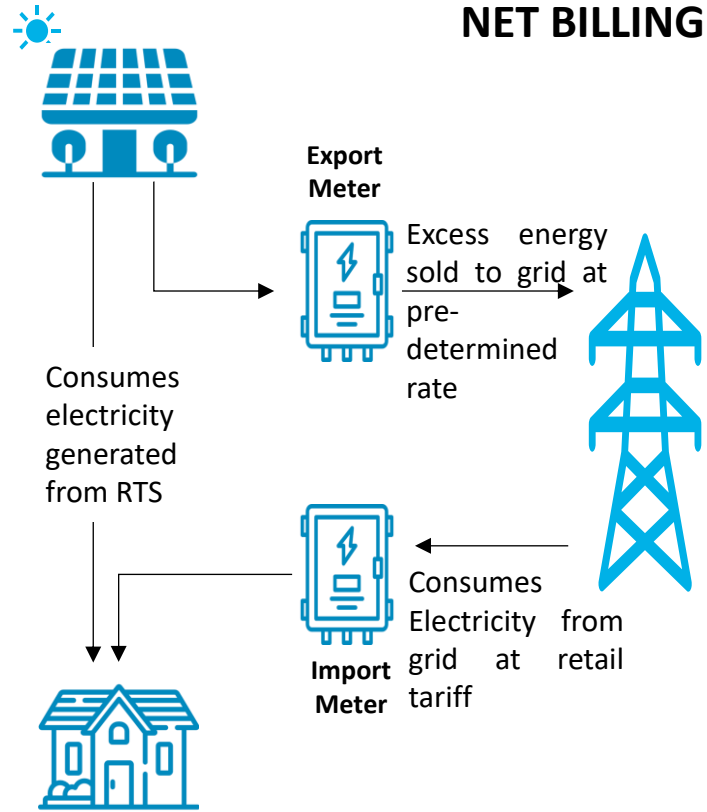 NET BILLING
Export
Meter
Excess energy
sold to grid at
pre-
determined
rate
Consumes
electricity
generated
from RTS
Consumes
Electricity from
grid at retail
tariff
Import
Meter